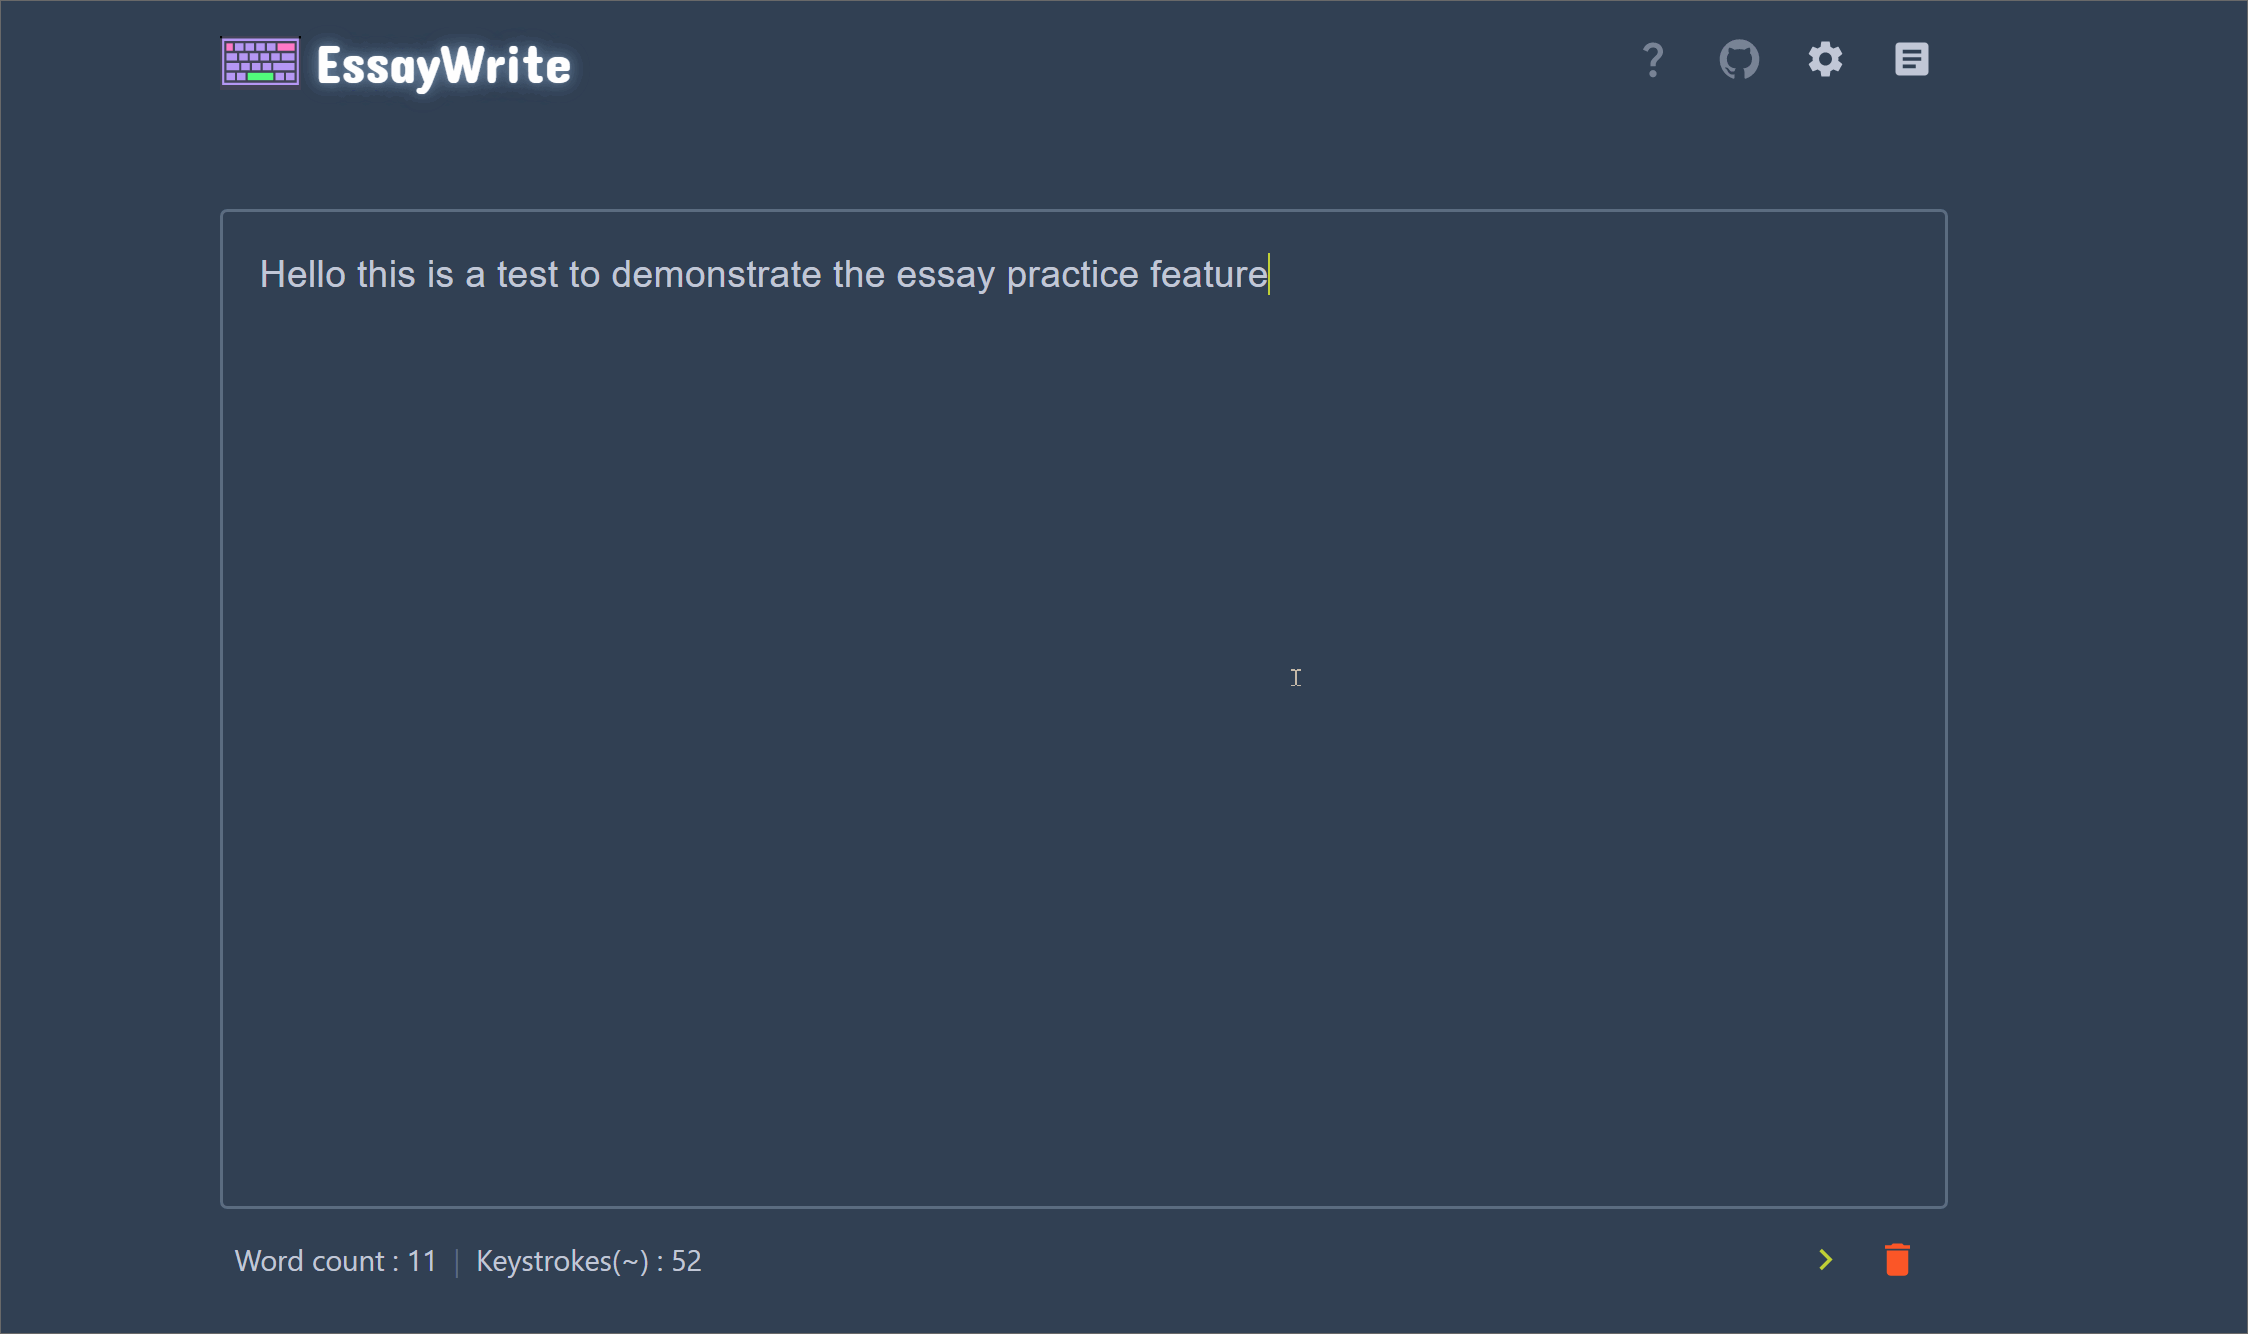 EssayWrite
Hello this is a test to demonstrate the essay practice feature
Word count : 11 | Keystrokes(~) : 52